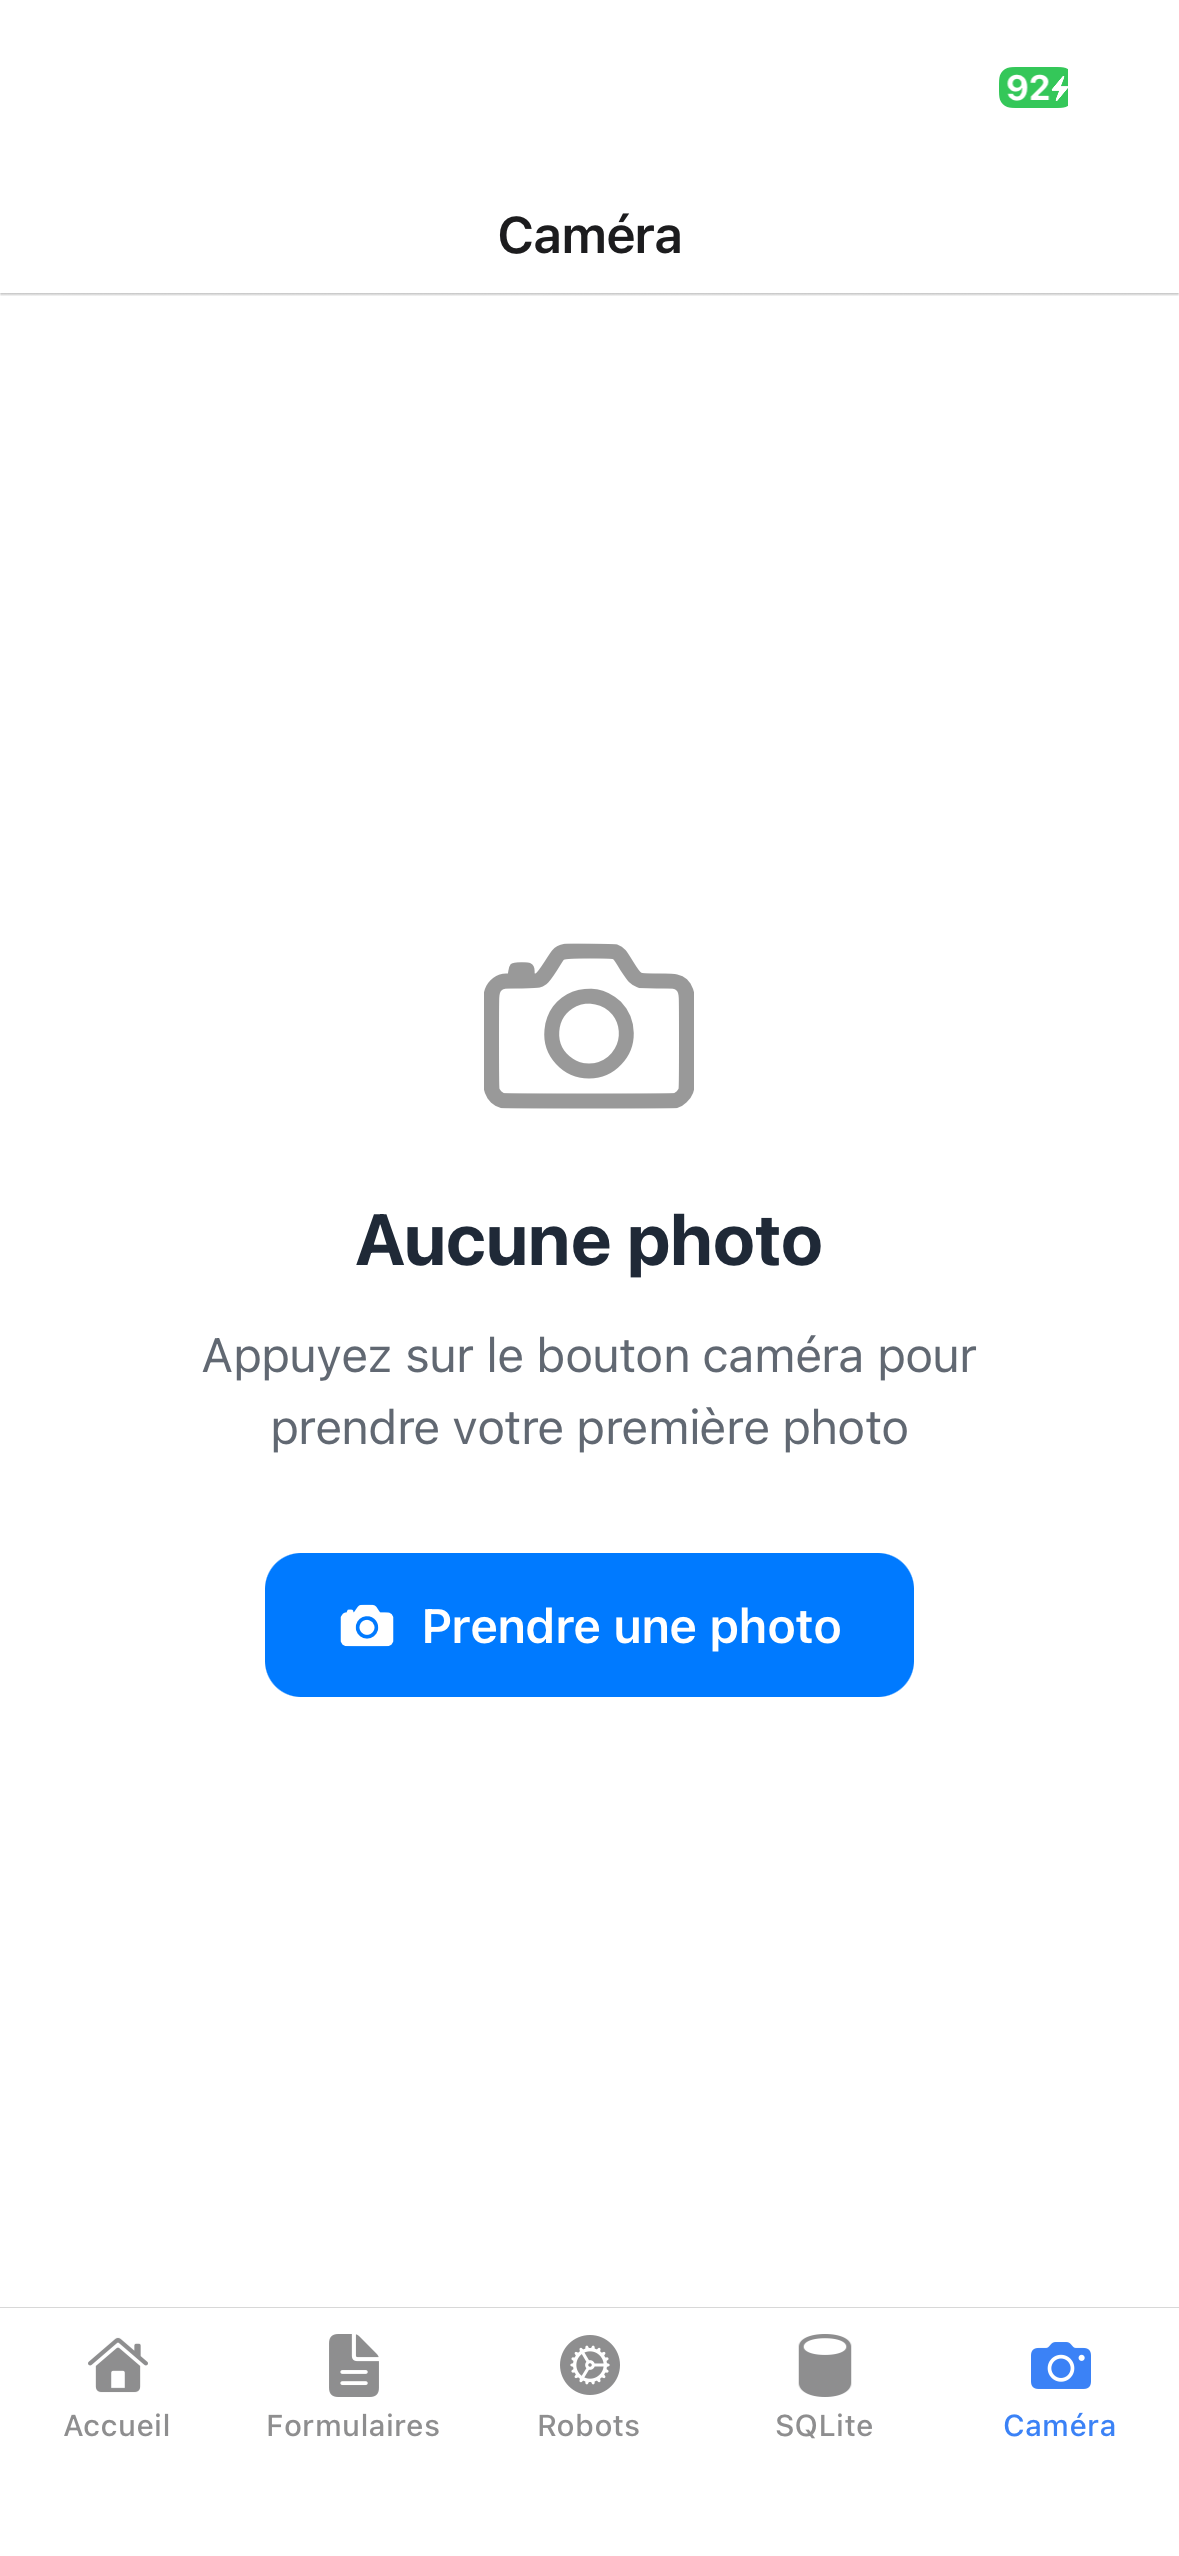 92
Caméra
Aucune photo
Appuyez sur le bouton caméra pour
prendre votre première photo
Prendre une photo
Accueil
Formulaires
Robots
SQLite
Caméra